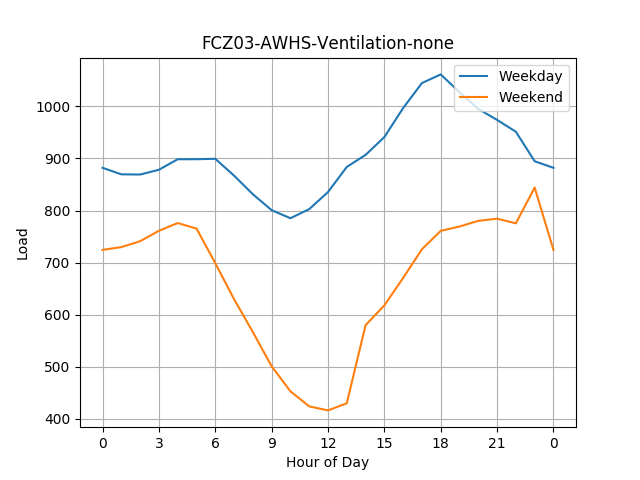 FCZ03-AWHS-Ventilation-none
Weekday
Weekend
1000
900
800
700
600
500
400
Load
0 3 6 9 12 15 18 21 0
Hour of Day